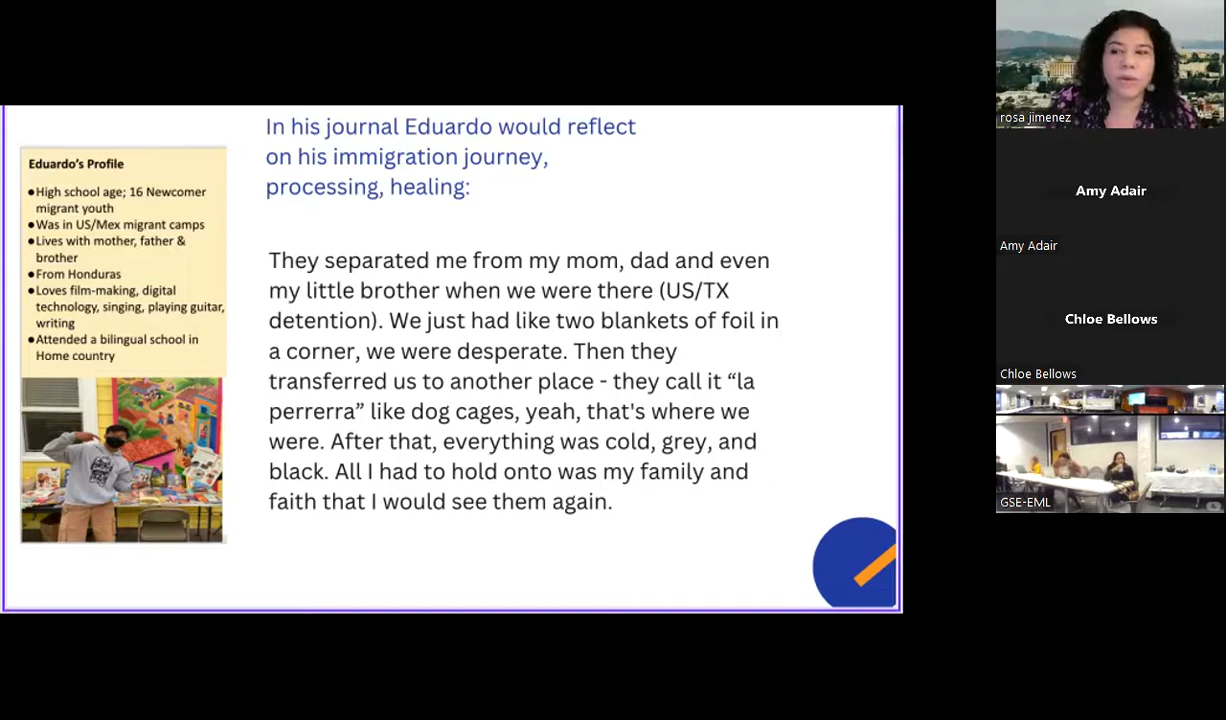 In his journal Eduardo would reflect
on his immigration journey,
processing, healing:
Eduardo's Profile
●High school age; 16 Newcomer
migrant youth
●Was in US/Mex migrant camps
●Lives with mother, father &
brother
●From Honduras
●Loves film-making, digital
technology, singing, playing guitar,
writing
●Attended a bilingual school in
Home country
They separated me from my mom, dad and even
my little brother when we were there (US/TX
detention). We just had like two blankets of foil in
a corner, we were desperate. Then they
transferred us to another place - they call it “la
perrerra” like dog cages, yeah, that's where we
were. After that, everything was cold, grey, and
black. All I had to hold onto was my family and
faith that I would see them again.
rosa jimenez
Amy Adair
Amy Adair
Chloe Bellows
Chloe Bellows
GSE-EML